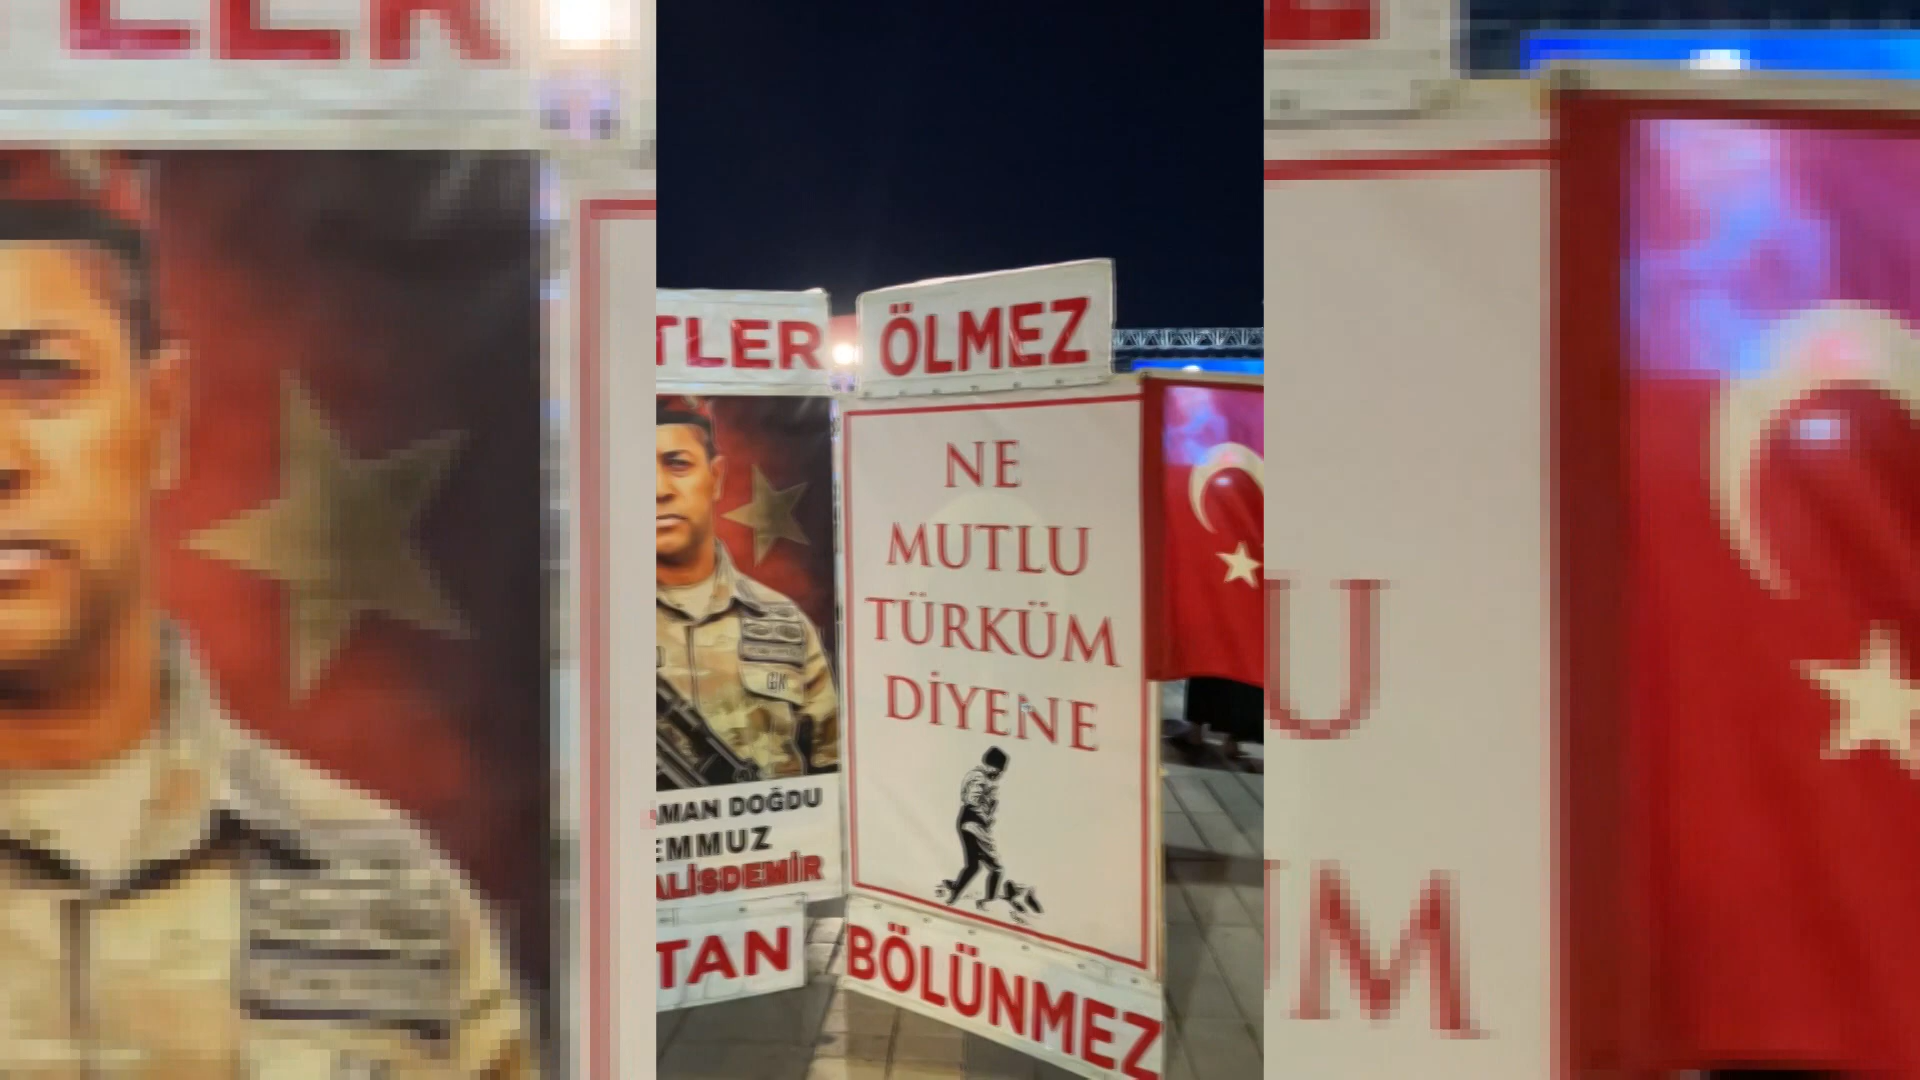 TLER
ÖLMEZ
NE
MUTLU
TÜRKÜM
DİYENE
MAN DOĞDU
EMMUZ
ALİSDEMİR
TAN
BÖLÜNMEZ